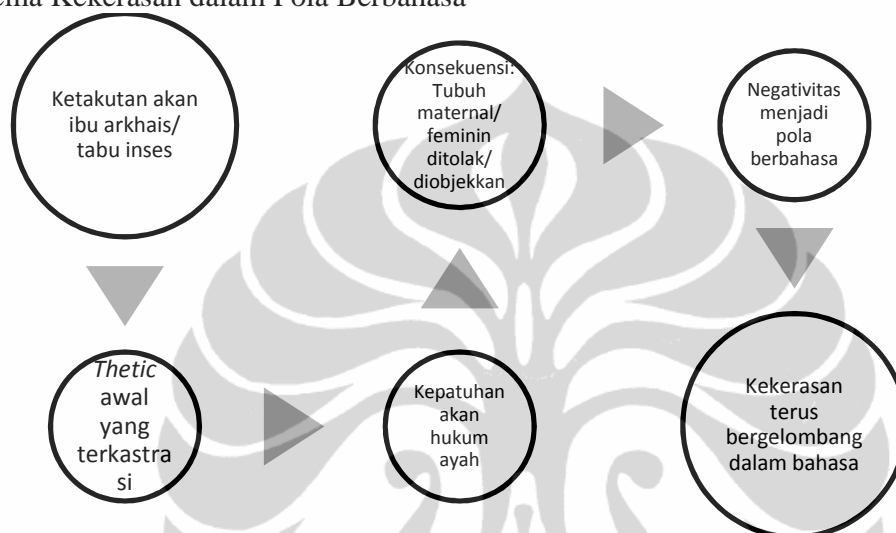 Kekerasan dalam Pola Berbahasa
Ketakutan akan
ibu arkhais/
tabu inses
Thetic
awal
yang
terkastra
si
Kepatuhan
akan
hukum
ayah
Konsekuensi:
Tubuh
maternal/
feminin
ditolak/
diobjekkan
Negativitas
menjadi
pola
berbahasa
Kekerasan
terus
bergelombang
dalam bahasa